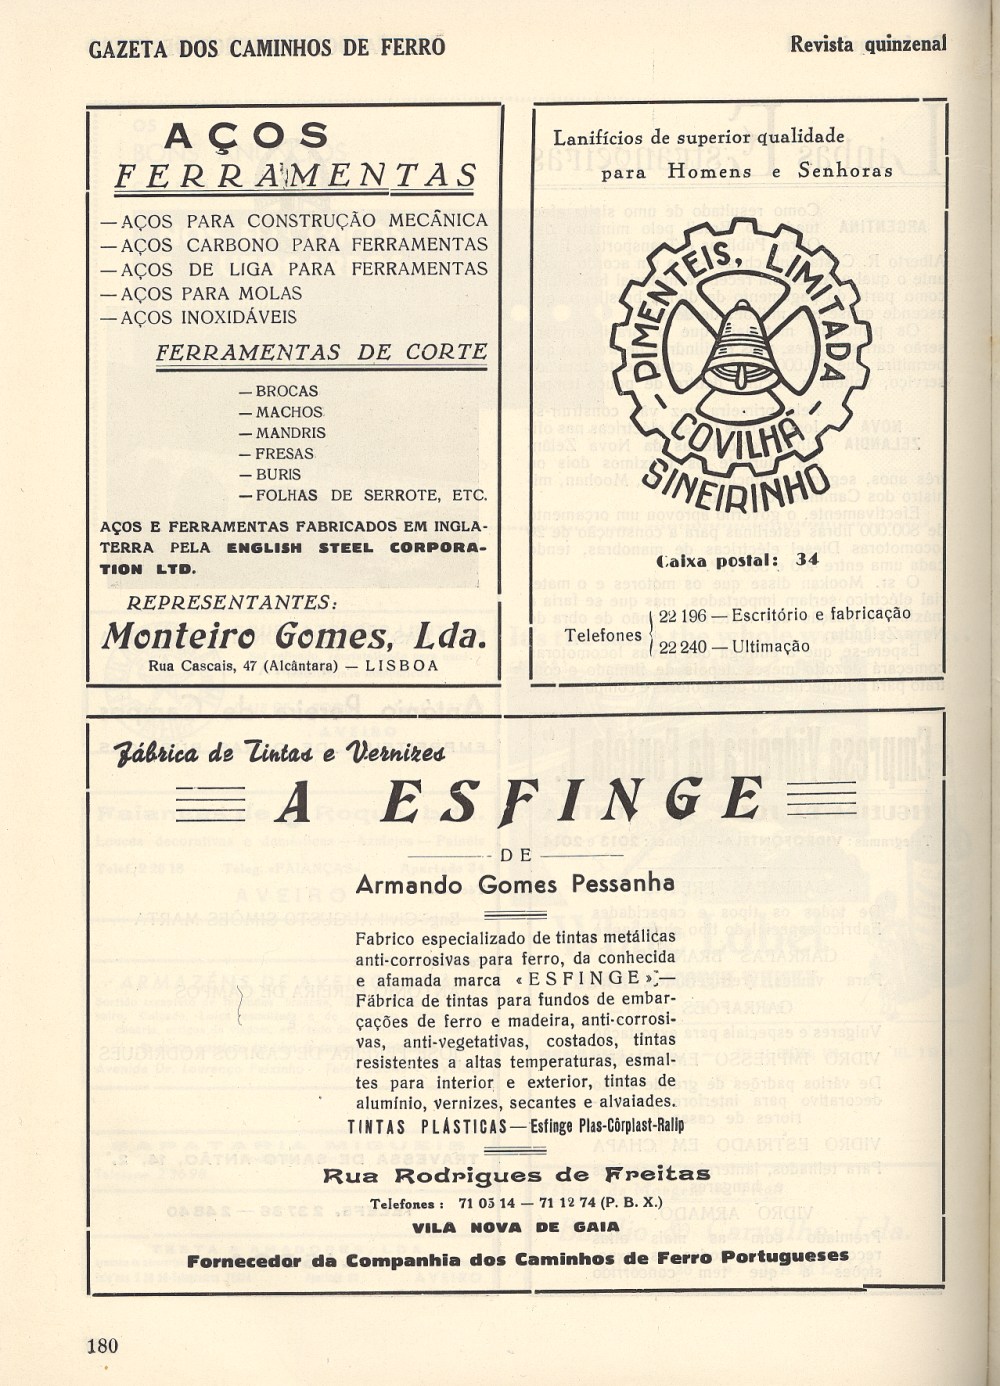 GAZETA DOS CAMINHOS DE FERRO
Revista quinzenal
AÇOS
FERRAMENTAS
—AÇOS PARA CONSTRUÇÃO MECÂNICA
—AÇOS CARBONO PARA FERRAMENTAS
—AÇOS DE LIGA PARA FERRAMENTAS
—AÇOS PARA MOLAS
—AÇOS INOXIDÁVEIS
FERRAMENTAS DE CORTE
—BROCAS
—MACHOS
—MANDRIS
—FRESAS
—BURIS
—FOLHAS DE SERROTE, ETC.
AÇOS E FERRAMENTAS FABRICADOS EM INGLA-
TERRA PELA ENGLISH STEEL CORPORA-
TION LTD.
REPRESENTANTES:
Monteiro Gomes, Lda.
Rua Cascais, 47 (Alcântara) — LISBOA
Lanifícios de superior qualidade
para Homens e Senhoras
PIMENTEIS, LIMITADA
- COVILHÃ -
SINEIRINHO
Caixa postal: 34
Telefones { 22 196 — Escritório e fabricação
22 240 — Ultimação
Fábrica de Tintas e Vernizes
A ESFINGE
DE
Armando Gomes Pessanha
Fabrico especializado de tintas metálicas
anti-corrosivas para ferro, da conhecida
e afamada marca «ESFINGE»—
Fábrica de tintas para fundos de embar-
cações de ferro e madeira, anti-corrosi-
vas, anti-vegetativas, costados, tintas
resistentes a altas temperaturas, esmal-
tes para interior e exterior, tintas de
alumínio, vernizes, secantes e alvaiades.
TINTAS PLÁSTICAS—Esfinge Plas-Côrplast-Ralip
Rua Rodrigues de Freitas
Telefones: 71 03 14 — 71 12 74 (P. B. X.)
VILA NOVA DE GAIA
Fornecedor da Companhia dos Caminhos de Ferro Portugueses
180